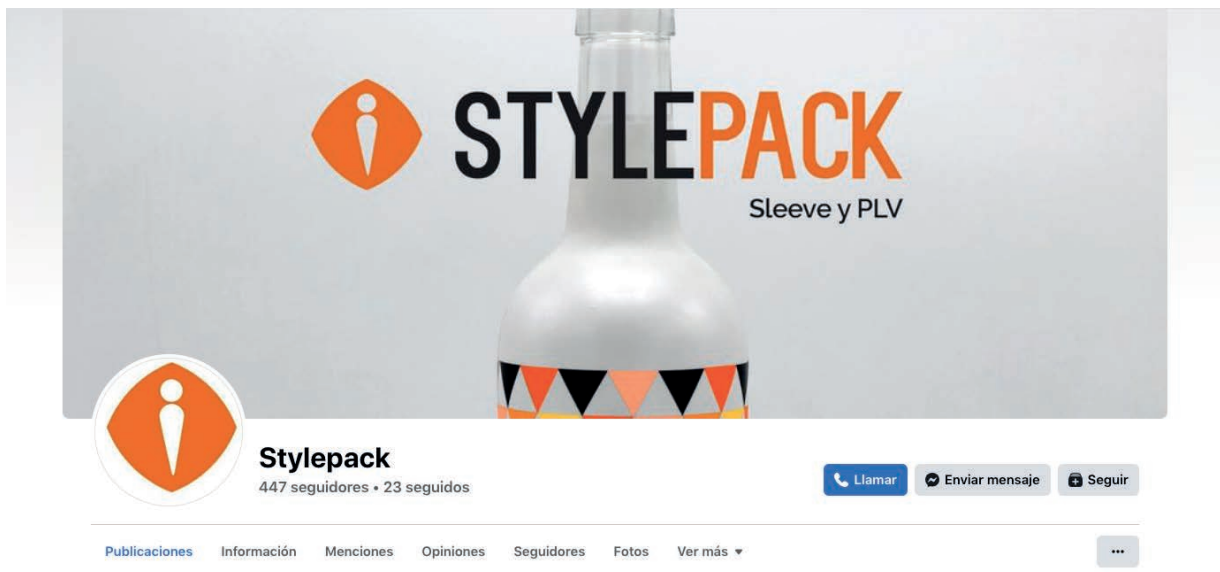 STYLEPACK
Sleeve y PLV
Stylepack
447 seguidores • 23 seguidos
Llamar
Enviar mensaje
Seguir
Publicaciones Información Menciones Opiniones Seguidores Fotos Ver más ▼